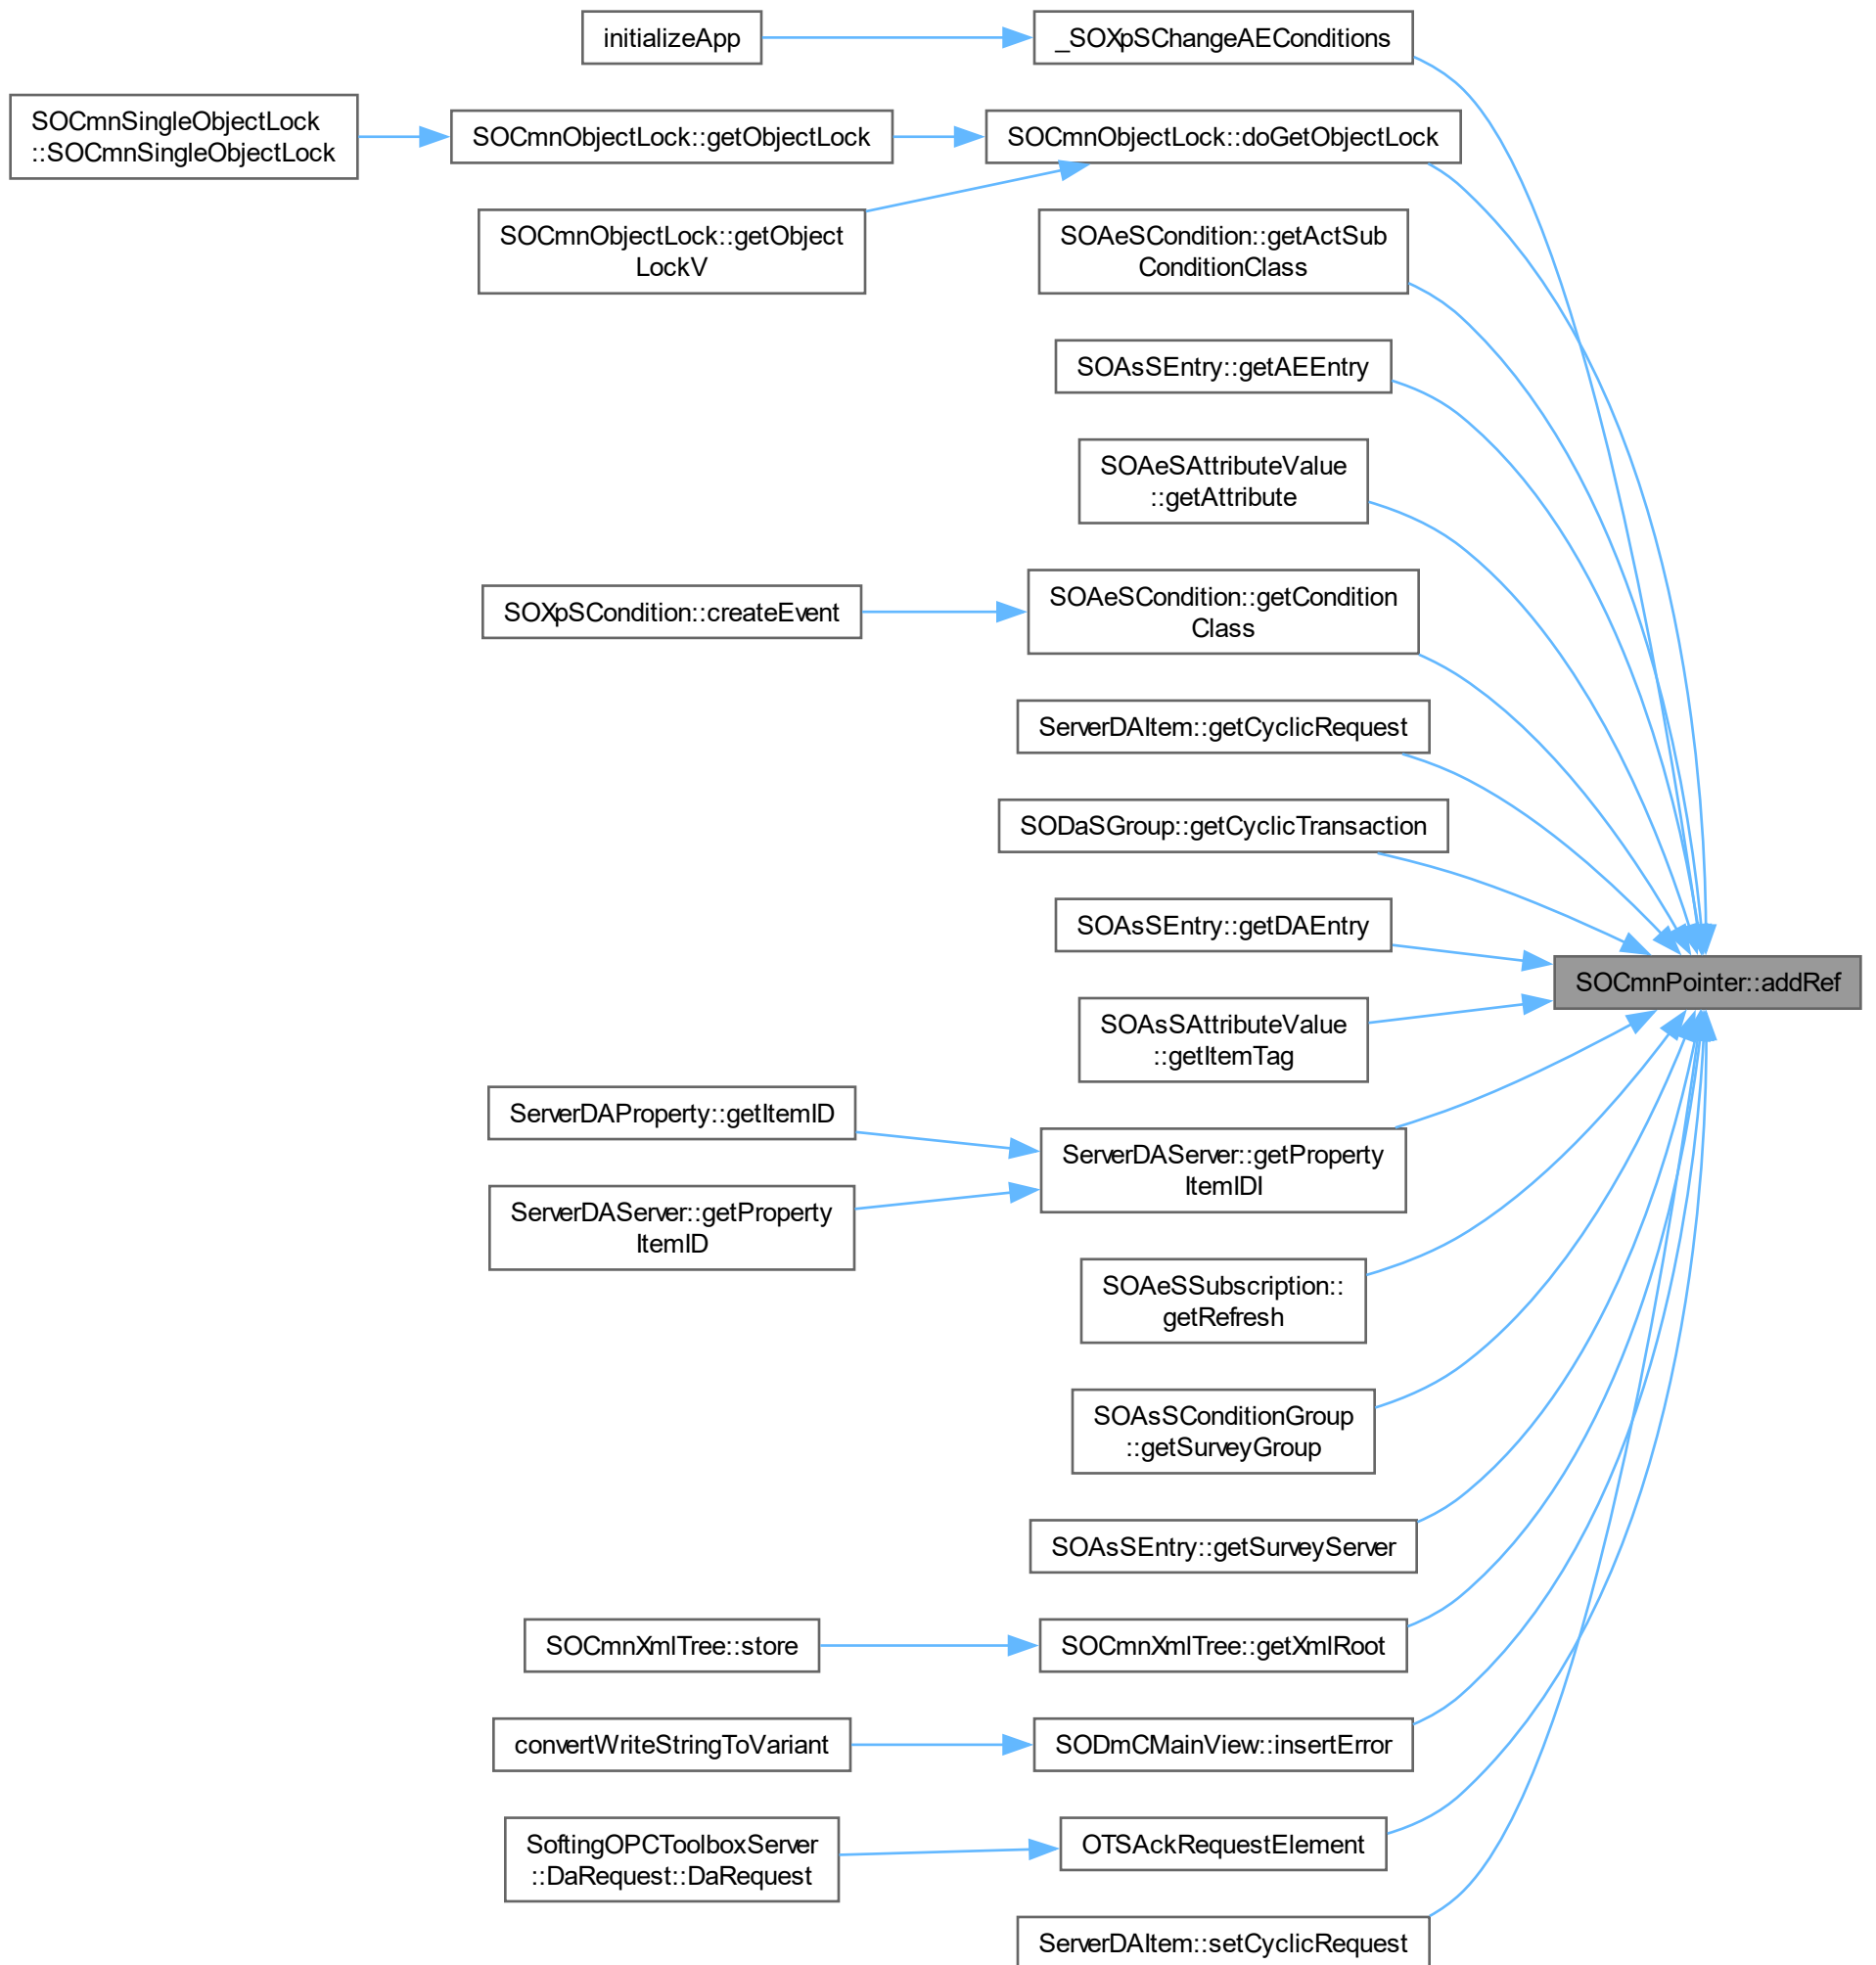 initializeApp
_SOXpSChangeAEConditions
SOCmnSingleObjectLock
::SOCmnSingleObjectLock
SOCmnObjectLock::getObjectLock
SOCmnObjectLock::doGetObjectLock
SOCmnObjectLock::getObject
LockV
SOAeSCondition::getActSub
ConditionClass
SOAsSEntry::getAEEntry
SOAeSAttributeValue
::getAttribute
SOXpSCondition::createEvent
SOAeSCondition::getCondition
Class
ServerDAItem::getCyclicRequest
SODaSGroup::getCyclicTransaction
SOAsSEntry::getDAEntry
SOCmnPointer::addRef
SOAsSAttributeValue
::getItemTag
ServerDAProperty::getItemID
ServerDAServer::getProperty
ItemIDI
ServerDAServer::getProperty
ItemID
SOAeSSubscription::
getRefresh
SOAsSConditionGroup
::getSurveyGroup
SOAsSEntry::getSurveyServer
SOCmnXmlTree::store
SOCmnXmlTree::getXmlRoot
convertWriteStringToVariant
SODmCMainView::insertError
SoftingOPCToolboxServer
::DaRequest::DaRequest
OTSAckRequestElement
ServerDAItem::setCyclicRequest